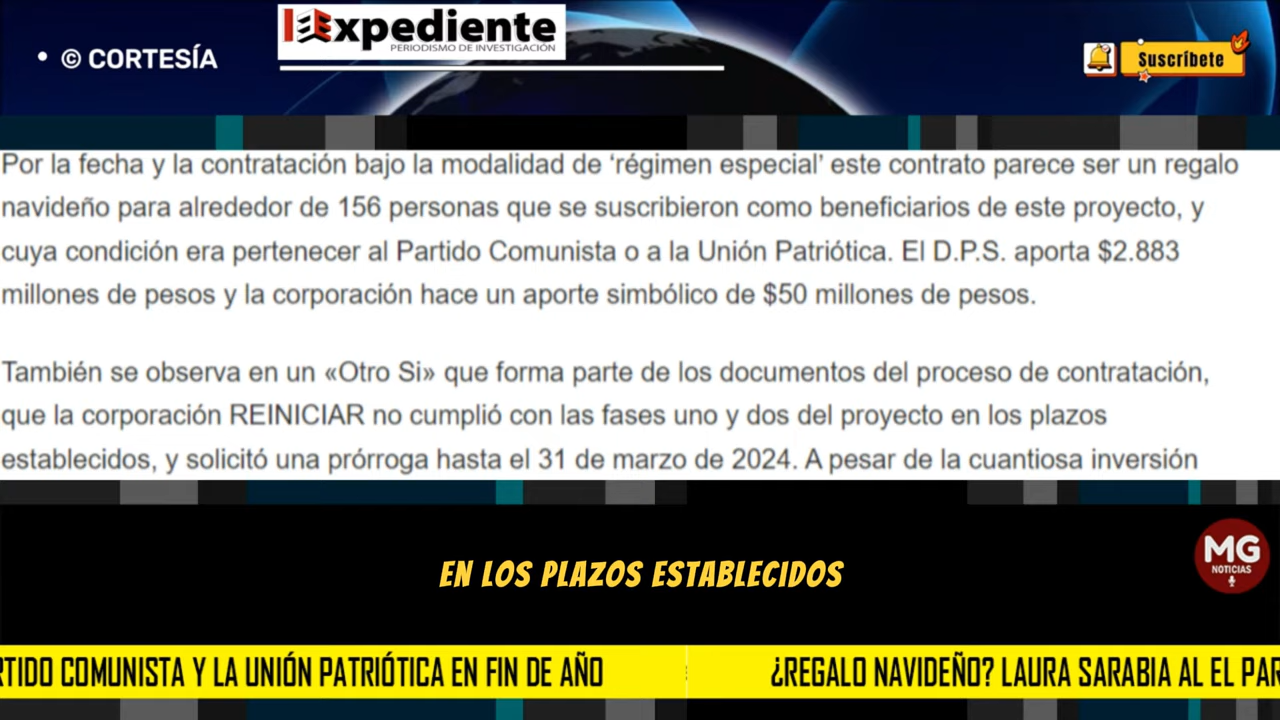 • © CORTESÍA
Expediente
PERIODISMO DE INVESTIGACIÓN
Suscríbete
Por la fecha y la contratación bajo la modalidad de ‘régimen especial’ este contrato parece ser un regalo
navideño para alrededor de 156 personas que se suscribieron como beneficiarios de este proyecto, y
cuya condición era pertenecer al Partido Comunista o a la Unión Patriótica. El D.P.S. aporta $2.883
millones de pesos y la corporación hace un aporte simbólico de $50 millones de pesos.
También se observa en un «Otro Si» que forma parte de los documentos del proceso de contratación,
que la corporación REINICIAR no cumplió con las fases uno y dos del proyecto en los plazos
establecidos, y solicitó una prórroga hasta el 31 de marzo de 2024. A pesar de la cuantiosa inversión
MG
NOTICIAS
EN LOS PLAZOS ESTABLECIDOS
RTIDO COMUNISTA Y LA UNIÓN PATRIÓTICA EN FIN DE AÑO ¿REGALO NAVIDEÑO? LAURA SARABIA AL EL PAR